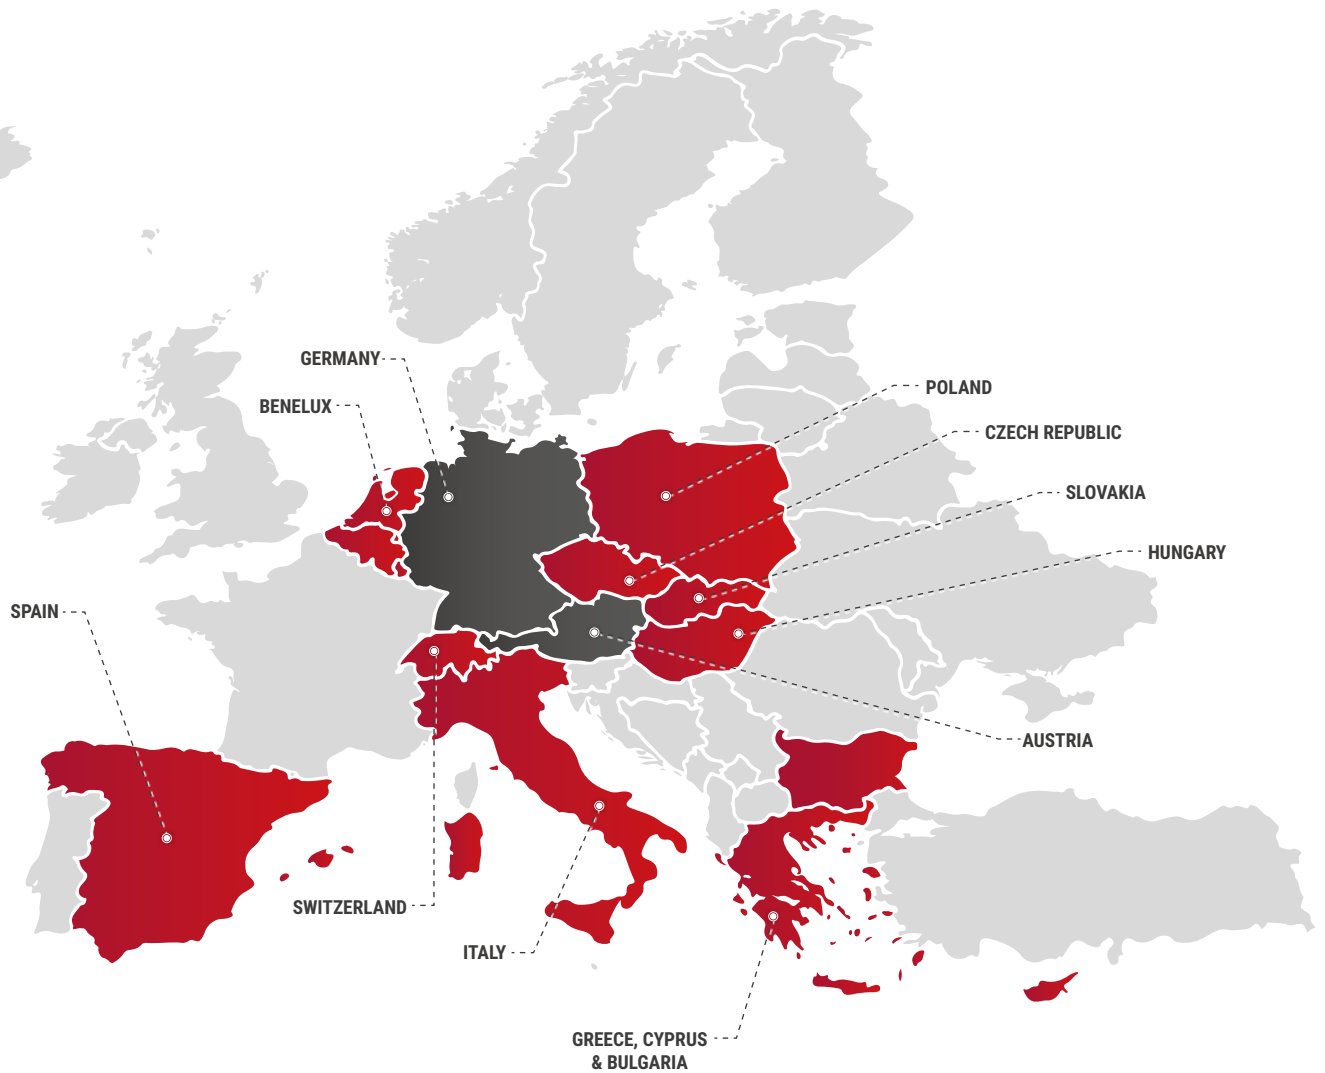 GERMANY
POLAND
BENELUX
CZECH REPUBLIC
SLOVAKIA
HUNGARY
SPAIN
AUSTRIA
SWITZERLAND
ITALY
GREECE, CYPRUS
& BULGARIA